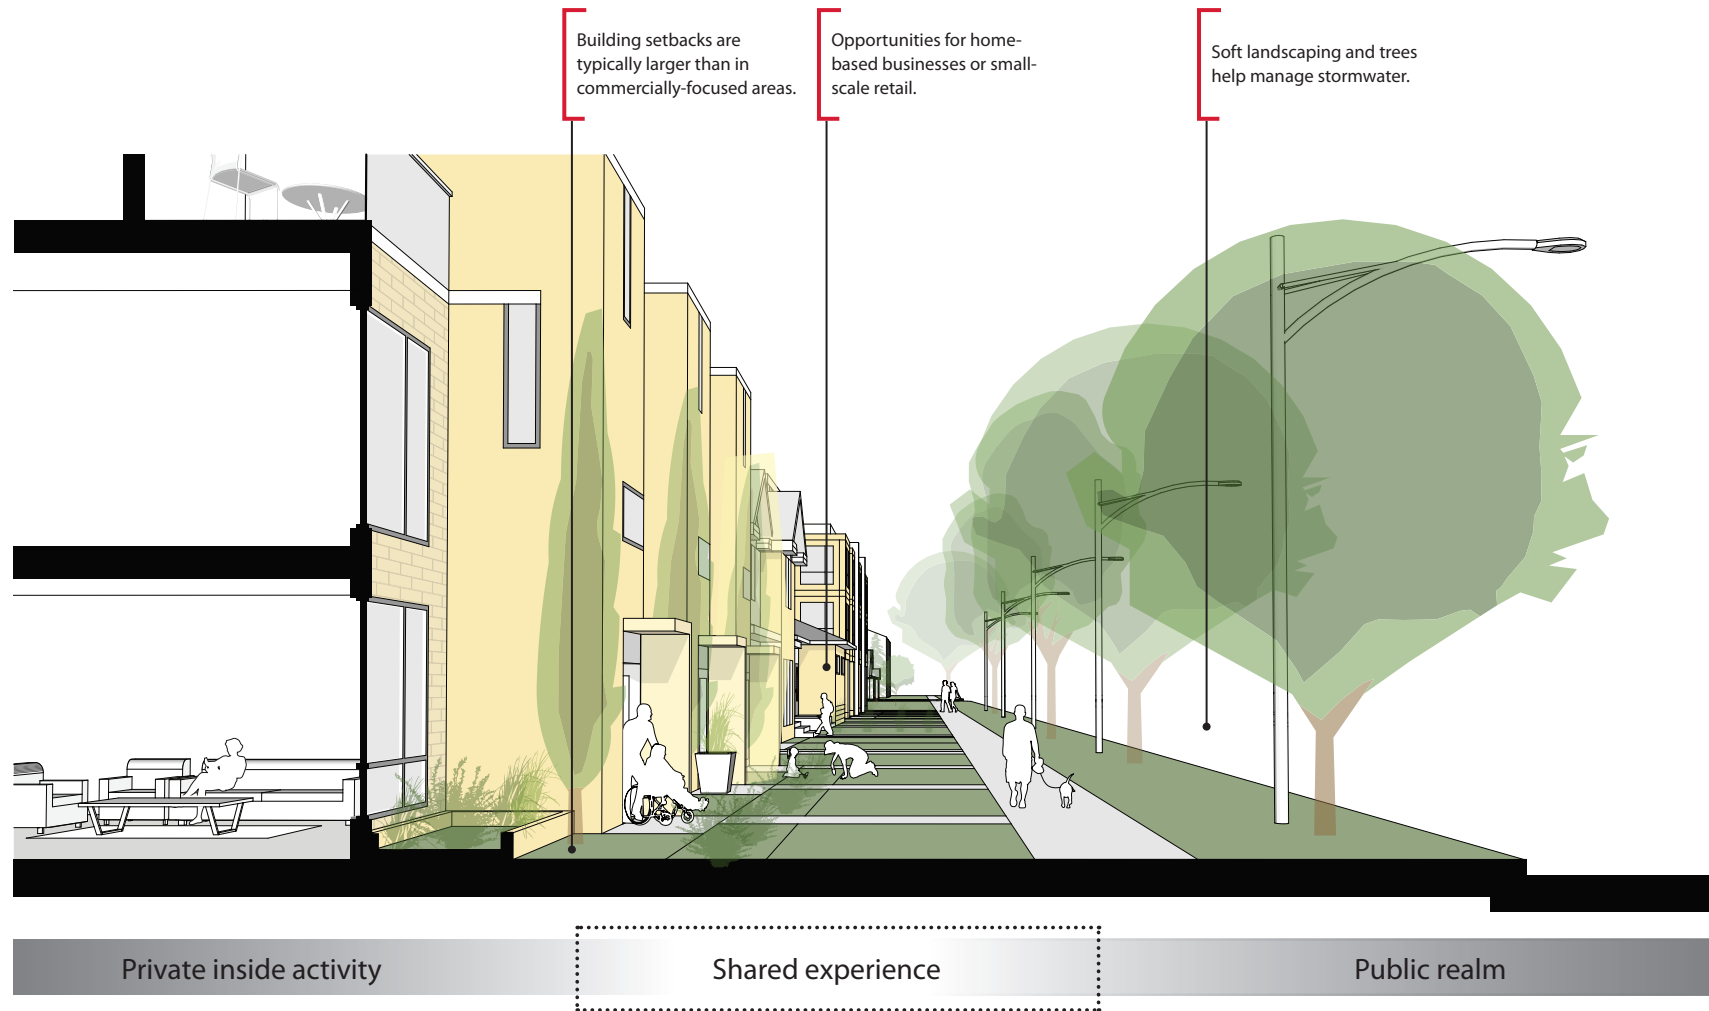 Building setbacks are
typically larger than in
commercially-focused areas.
Opportunities for home-
based businesses or small-
scale retail.
Soft landscaping and trees
help manage stormwater.
Private inside activity
Shared experience
Public realm